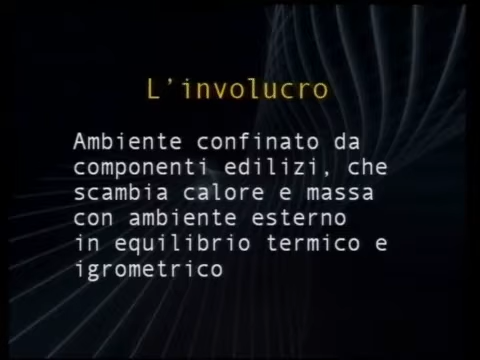 L'involucro
Ambiente confinato da
componenti edilizi, che
scambia calore e massa
con ambiente esterno
in equilibrio termico e
igrometrico